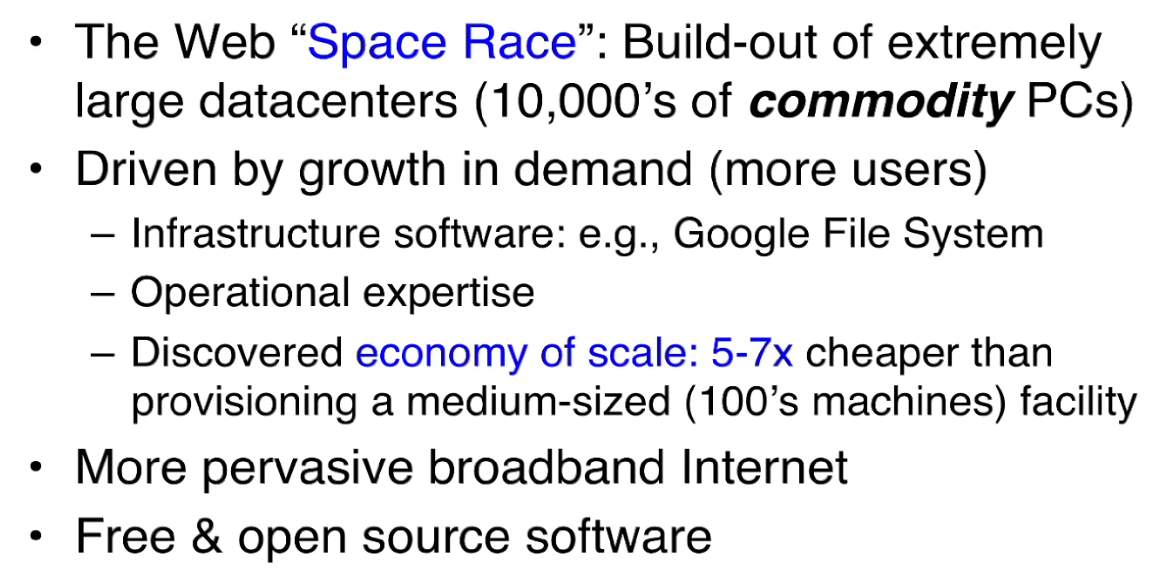 • The Web “Space Race”: Build-out of extremely
large datacenters (10,000’s of commodity PCs)
• Driven by growth in demand (more users)
– Infrastructure software: e.g., Google File System
– Operational expertise
– Discovered economy of scale: 5-7x cheaper than
provisioning a medium-sized (100’s machines) facility
• More pervasive broadband Internet
• Free & open source software